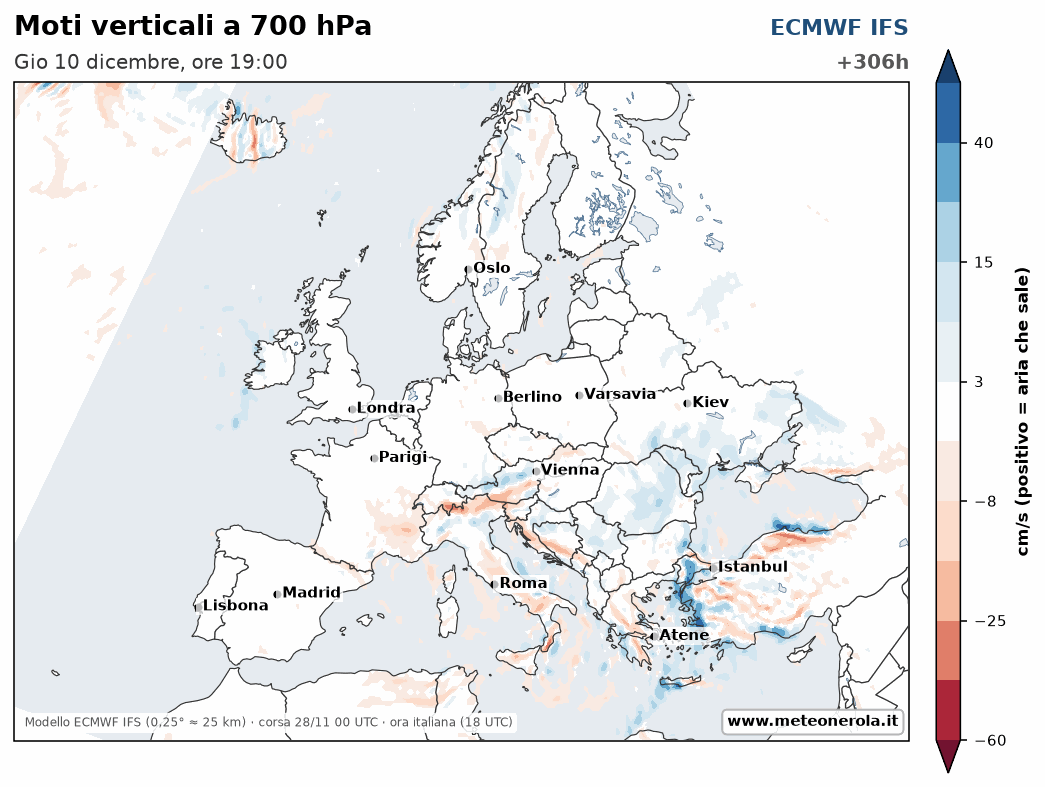 Moti verticali a 700 hPa
ECMWF IFS
Gio 10 dicembre, ore 19:00
+306h
40
15
3
−8
−25
−60
cm/s (positivo = aria che sale)
Oslo
Berlino
Varsavia
Kiev
Londra
Parigi
Vienna
Istanbul
Roma
Madrid
Lisbona
Atene
Modello ECMWF IFS (0,25° ≈ 25 km) · corsa 28/11 00 UTC · ora italiana (18 UTC)
www.meteonerola.it